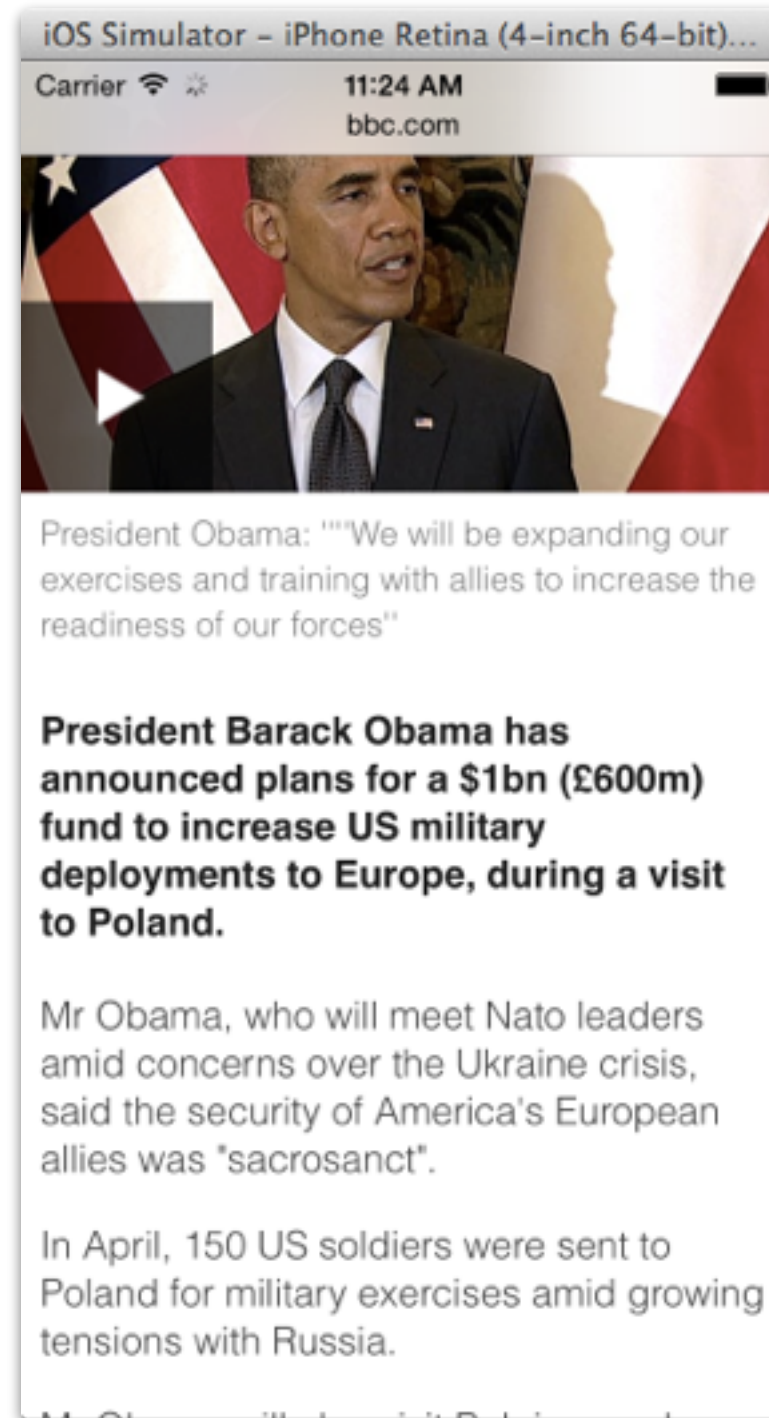 iOS Simulator – iPhone Retina (4-inch 64-bit)...
Carrier
11:24 AM
bbc.com
President Obama: ''"'We will be expanding our
exercises and training with allies to increase the
readiness of our forces''
President Barack Obama has
announced plans for a $1bn (£600m)
fund to increase US military
deployments to Europe, during a visit
to Poland.
Mr Obama, who will meet Nato leaders
amid concerns over the Ukraine crisis,
said the security of America's European
allies was "sacrosanct".
In April, 150 US soldiers were sent to
Poland for military exercises amid growing
tensions with Russia.